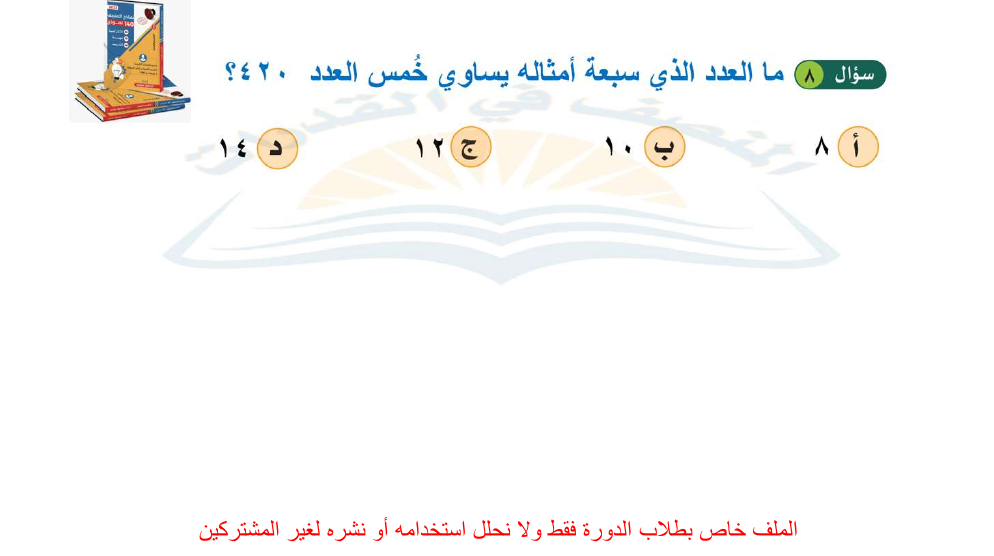 سؤال ٨ ما العدد الذي سبعة أمثاله يساوي خُمس العدد ٤٢٠؟
أ ٨ ب ١٠ ج ١٢ د ١٤
الملف خاص بطلاب الدورة فقط ولا نحلل استخدامه أو نشره لغير المشتركين